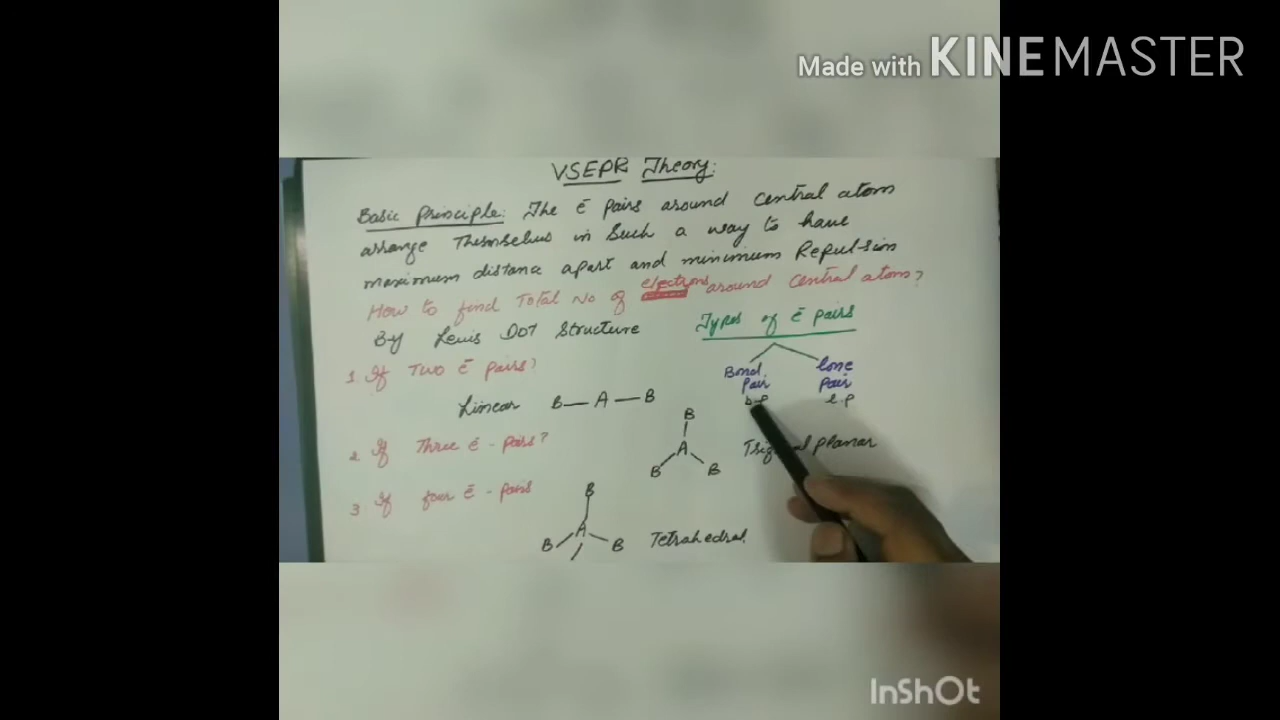 Made with KINEMASTER
VSEPR Theory:
Basic Principle: The ē pairs around central atom
arrange Themselves in Such a way to have
maximum distance apart and minimum Repulsion
How to find Total No of electrons around central atom?
By Lewis DOT Structure
Types of ē pairs
1. If Two ē pairs?
Bond
Pair
b.p
lone
pair
l.p
Linear B — A — B
2. If Three ē - pairs?
B
A
B B
planar
3. If four ē - pairs
B
A
B B
Tetrahedral
InShOt